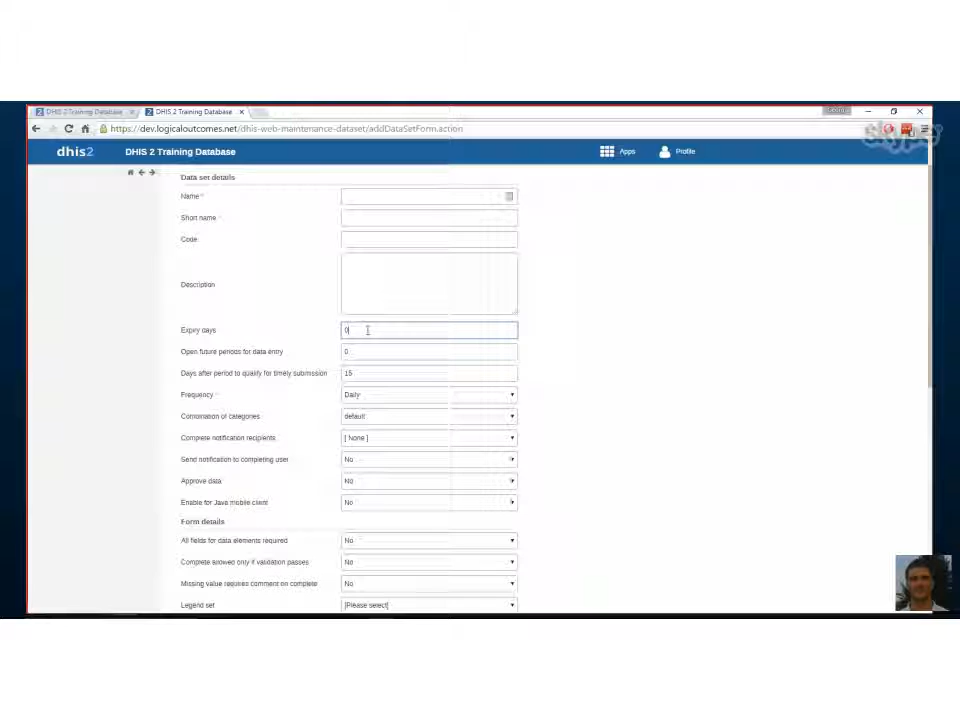 DHIS 2 Training Database
DHIS 2 Training Database
https://dev.logicaloutcomes.net/dhis-web-maintenance-dataset/addDataSetForm.action
skype
dhis2 DHIS 2 Training Database Apps Profile
Data set details
Name *
Short name *
Code
Description
Expiry days 0
Open future periods for data entry 0
Days after period to qualify for timely submission 15
Frequency * Daily
Combination of categories default
Complete notification recipients [ None ]
Send notification to completing user No
Approve data No
Enable for Java mobile client No
Form details
All fields for data elements required No
Complete allowed only if validation passes No
Missing value requires comment on complete No
Legend set [Please select]